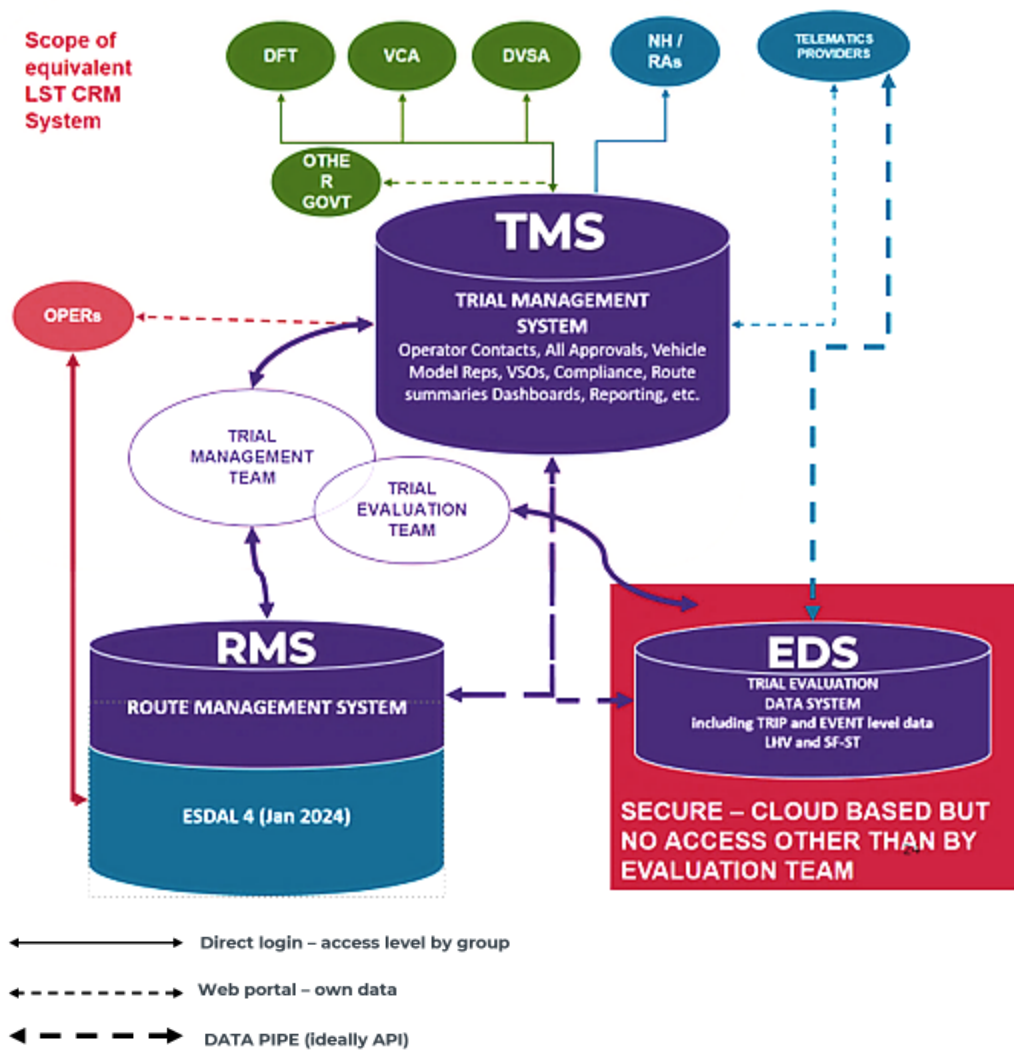 Scope of
equivalent
LST CRM
System
DFT
VCA
DVSA
NH /
RAs
TELEMATICS
PROVIDERS
OTHE
R
GOVT
TMS
TRIAL MANAGEMENT
SYSTEM
Operator Contacts, All Approvals, Vehicle
Model Reps, VSOs, Compliance, Route
summaries Dashboards, Reporting, etc.
OPERs
TRIAL
MANAGEMENT
TEAM
TRIAL
EVALUATION
TEAM
RMS
ROUTE MANAGEMENT SYSTEM
ESDAL 4 (Jan 2024)
EDS
TRIAL EVALUATION
DATA SYSTEM
including TRIP and EVENT level data
LHV and SF-ST
SECURE – CLOUD BASED BUT
NO ACCESS OTHER THAN BY
EVALUATION TEAM
24
Direct login – access level by group
Web portal – own data
DATA PIPE (ideally API)